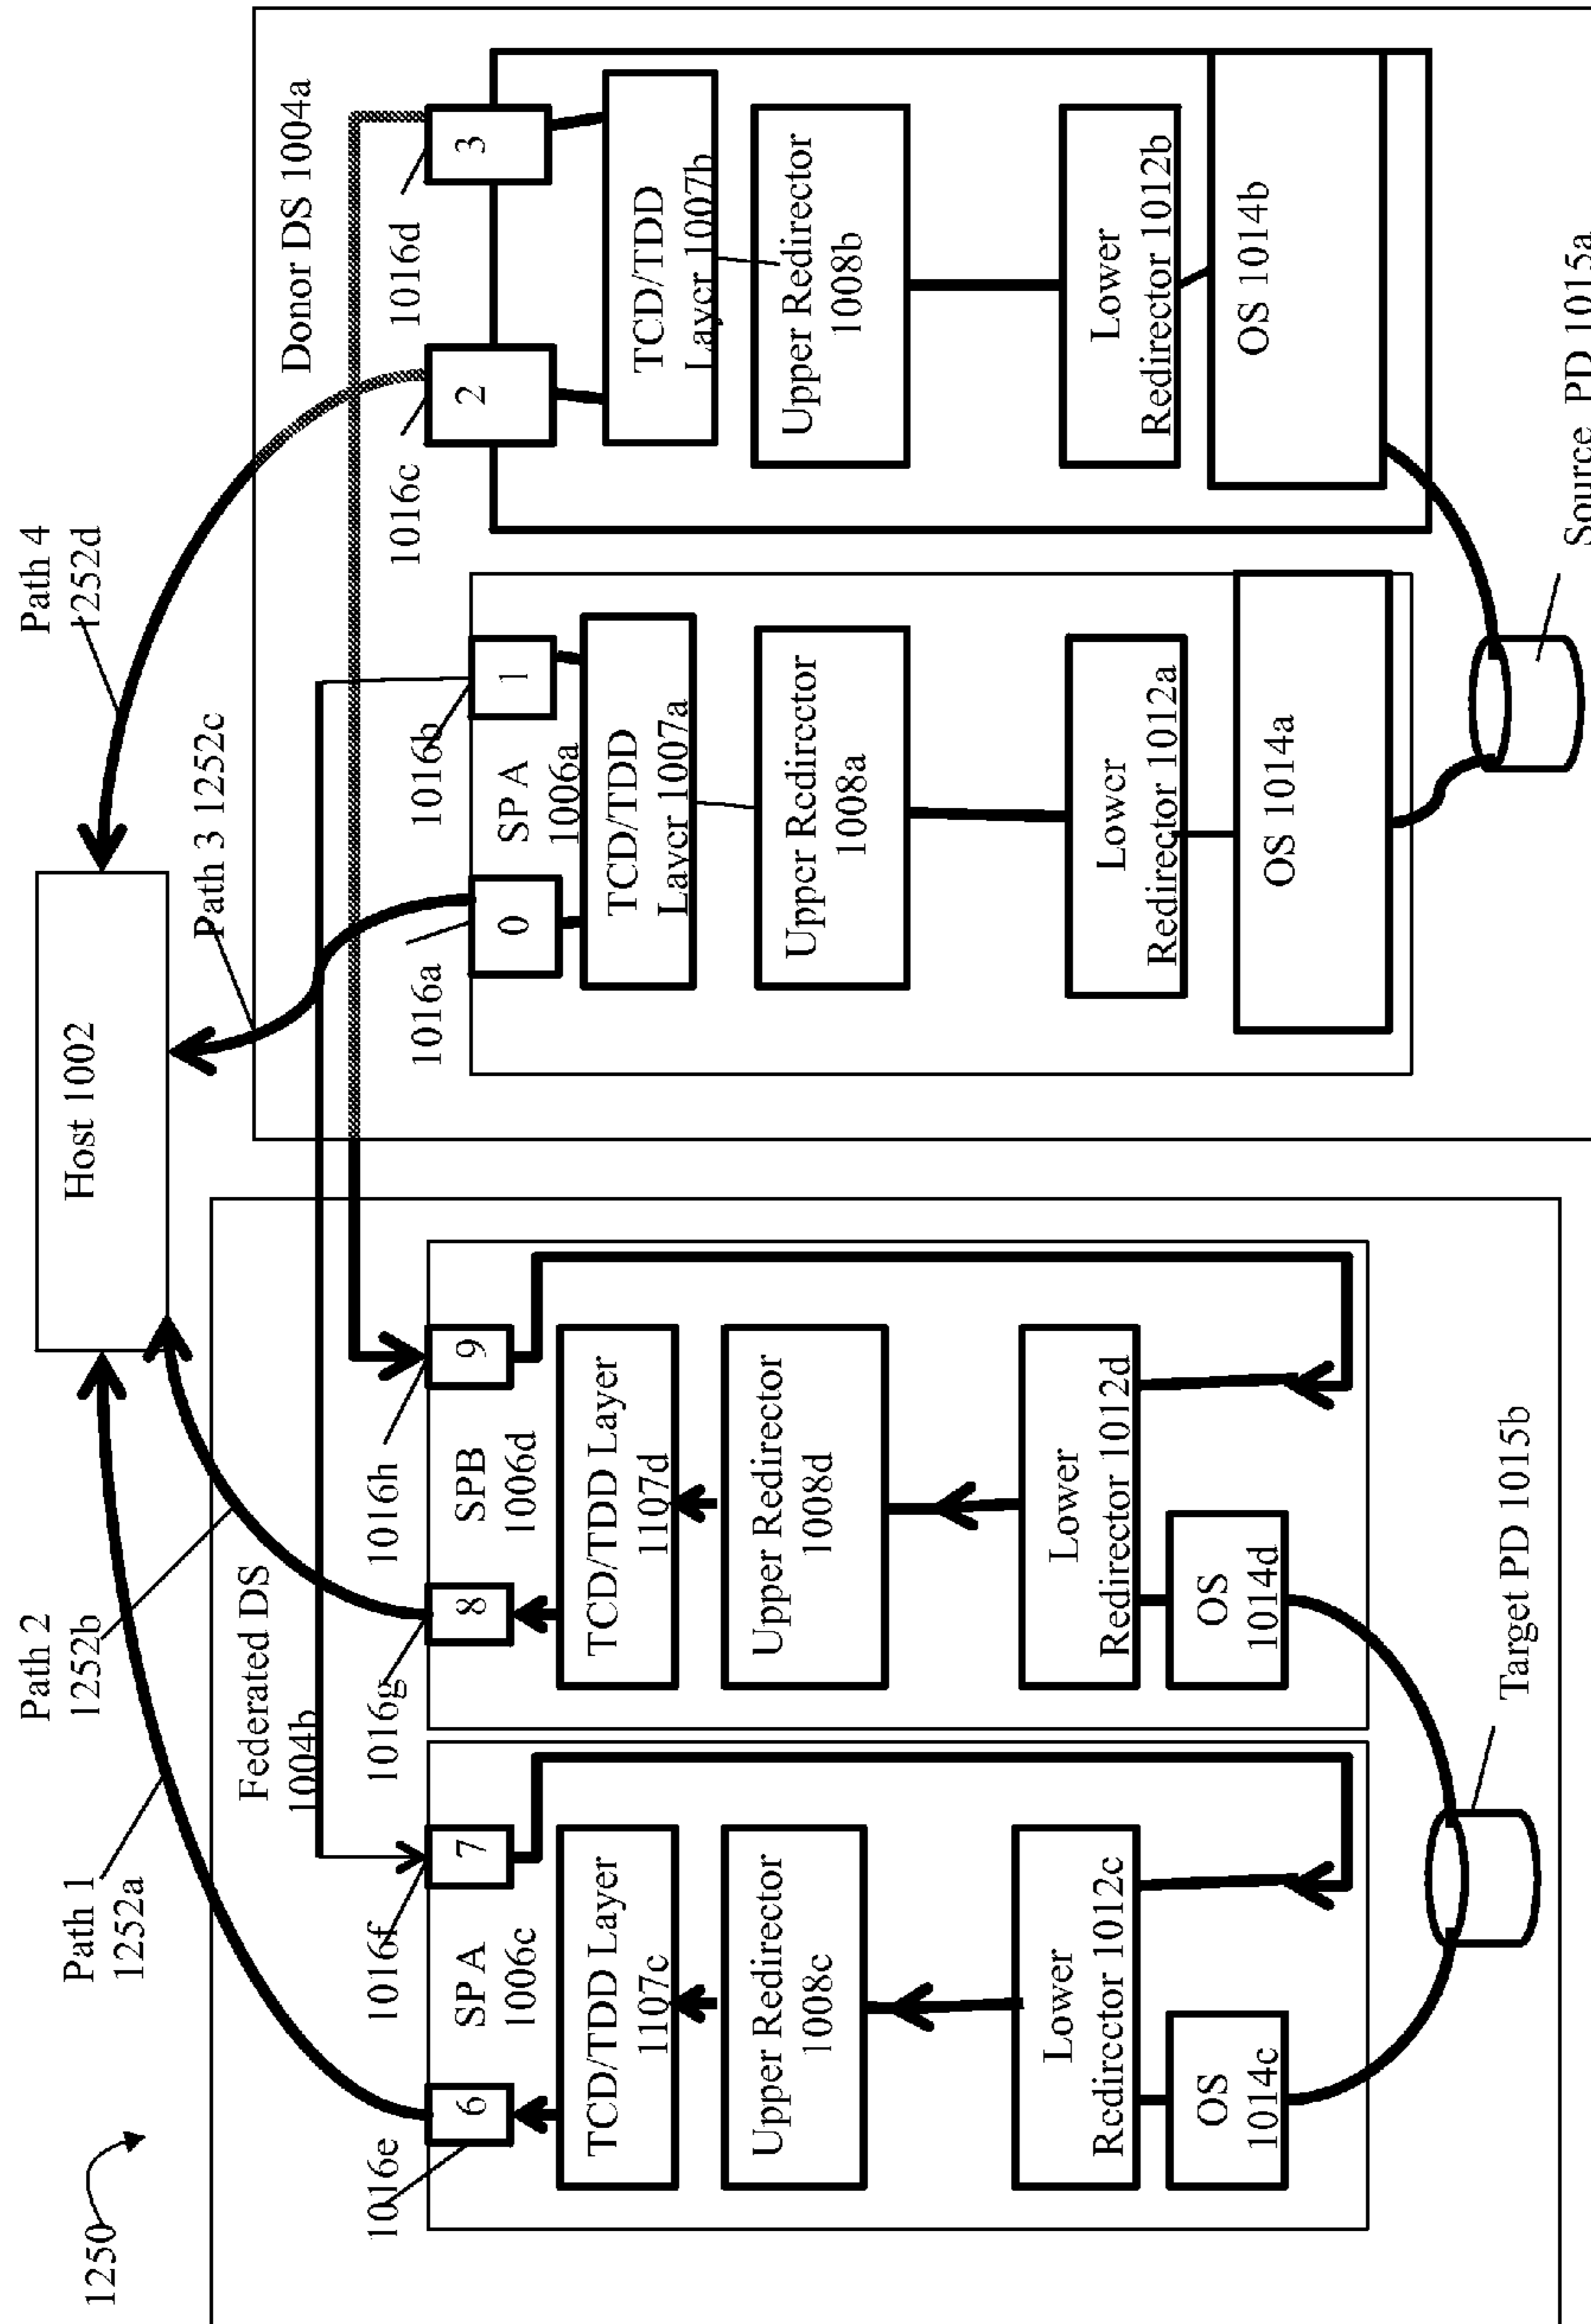 1250
Path 1
1252a
Path 2
1252b
Host 1002
Path 3 1252c
Path 4
1252d
Federated DS
1004b
1016e
6
SP A
1006c
1016f
7
TCD/TDD Layer
1107c
Upper Redirector
1008c
Lower
Redirector 1012c
OS
1014c
1016g
8
SPB
1006d
1016h
9
TCD/TDD Layer
1107d
Upper Redirector
1008d
Lower
Redirector 1012d
OS
1014d
Target PD 1015b
Donor DS 1004a
1016a
0
SP A
1006a
1016b
1
TCD/TDD
Layer 1007a
Upper Redirector
1008a
Lower
Redirector 1012a
OS 1014a
1016c
2
1016d
3
TCD/TDD
Layer 1007b
Upper Redirector
1008b
Lower
Redirector 1012b
OS 1014b
Source PD 1015a